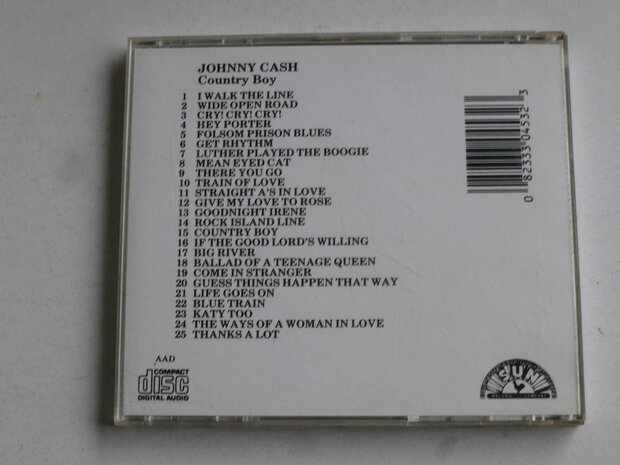 JOHNNY CASH
Country Boy
1 I WALK THE LINE
2 WIDE OPEN ROAD
3 CRY! CRY! CRY!
4 HEY PORTER
5 FOLSOM PRISON BLUES
6 GET RHYTHM
7 LUTHER PLAYED THE BOOGIE
8 MEAN EYED CAT
9 THERE YOU GO
10 TRAIN OF LOVE
11 STRAIGHT A'S IN LOVE
12 GIVE MY LOVE TO ROSE
13 GOODNIGHT IRENE
14 ROCK ISLAND LINE
15 COUNTRY BOY
16 IF THE GOOD LORD'S WILLING
17 BIG RIVER
18 BALLAD OF A TEENAGE QUEEN
19 COME IN STRANGER
20 GUESS THINGS HAPPEN THAT WAY
21 LIFE GOES ON
22 BLUE TRAIN
23 KATY TOO
24 THE WAYS OF A WOMAN IN LOVE
25 THANKS A LOT
0 82333 04532 3
AAD
COMPACT
disc
DIGITAL AUDIO
SUN
RECORD COMPANY